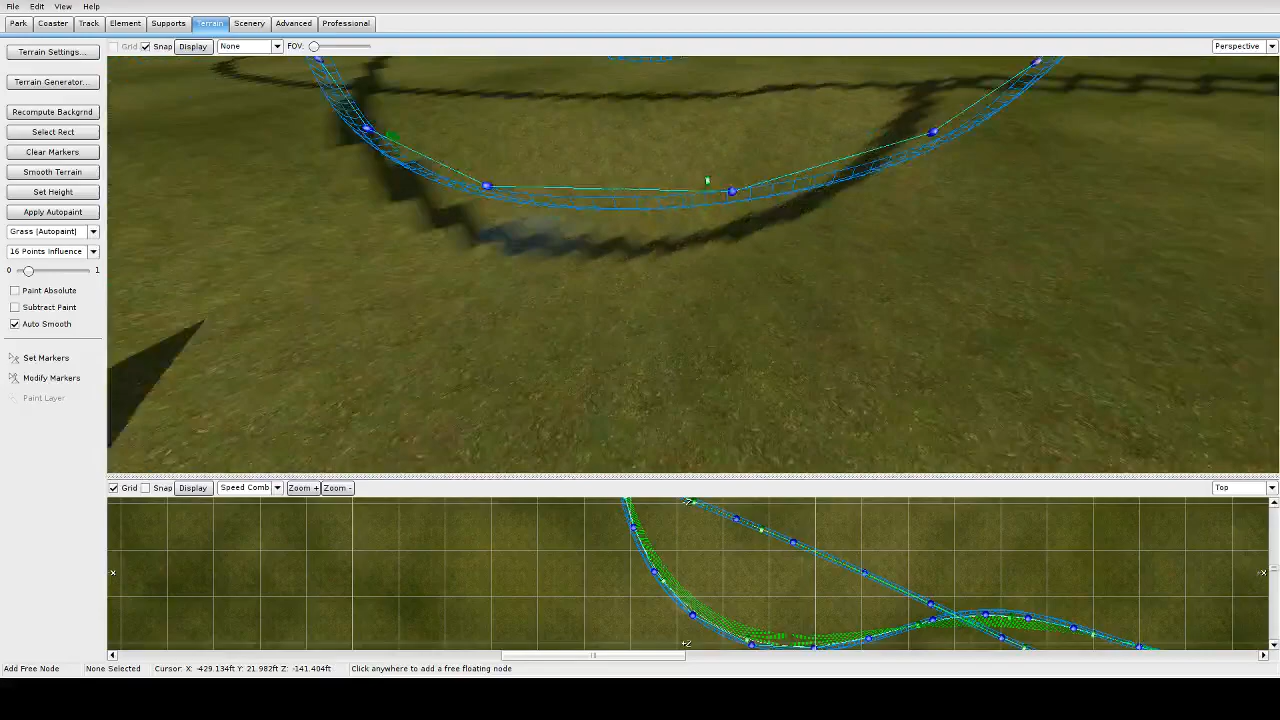 File Edit View Help
Park Coaster Track Element Supports Terrain Scenery Advanced Professional
Grid Snap Display None FOV: Perspective
Terrain Settings...
Terrain Generator...
Recompute Backgrnd
Select Rect
Clear Markers
Smooth Terrain
Set Height
Apply Autopaint
Grass [Autopaint]
16 Points Influence
0 1
Paint Absolute
Subtract Paint
Auto Smooth
Set Markers
Modify Markers
Paint Layer
Grid Snap Display Speed Comb Zoom + Zoom - Top
-Z
x -x
+Z
Add Free Node None Selected Cursor: X: -429.134ft Y: 21.982ft Z: -141.404ft Click anywhere to add a free floating node